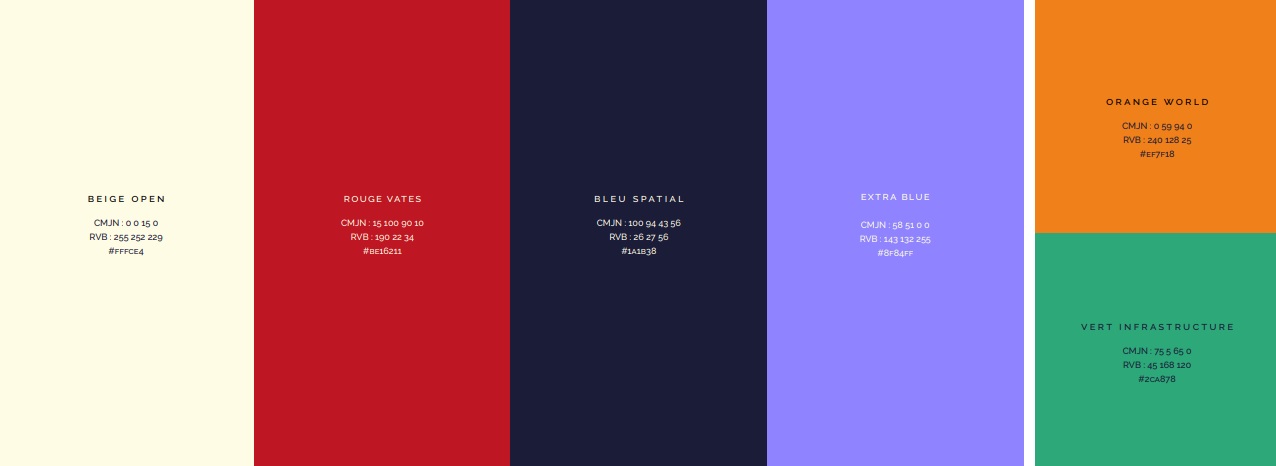 BEIGE OPEN
CMJN : 0 0 15 0
RVB : 255 252 229
#FFFCE4
ROUGE VATES
CMJN : 15 100 90 10
RVB : 190 22 34
#BE16211
BLEU SPATIAL
CMJN : 100 94 43 56
RVB : 26 27 56
#1A1B38
EXTRA BLUE
CMJN : 58 51 0 0
RVB : 143 132 255
#8F84FF
ORANGE WORLD
CMJN : 0 59 94 0
RVB : 240 128 25
#EF7F18
VERT INFRASTRUCTURE
CMJN : 75 5 65 0
RVB : 45 168 120
#2CA878